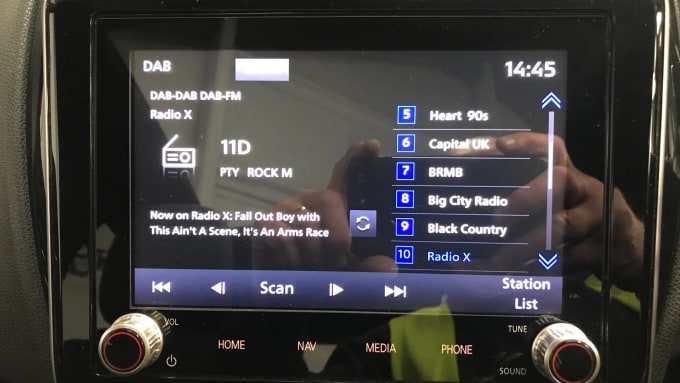 DAB
14:45
DAB-DAB DAB-FM
Radio X
11D
PTY ROCK M
Now on Radio X: Fall Out Boy with
This Ain't A Scene, It's An Arms Race
5 Heart 90s
6 Capital UK
7 BRMB
8 Big City Radio
9 Black Country
10 Radio X
Scan
Station
List
VOL
HOME
NAV
MEDIA
PHONE
TUNE
SOUND